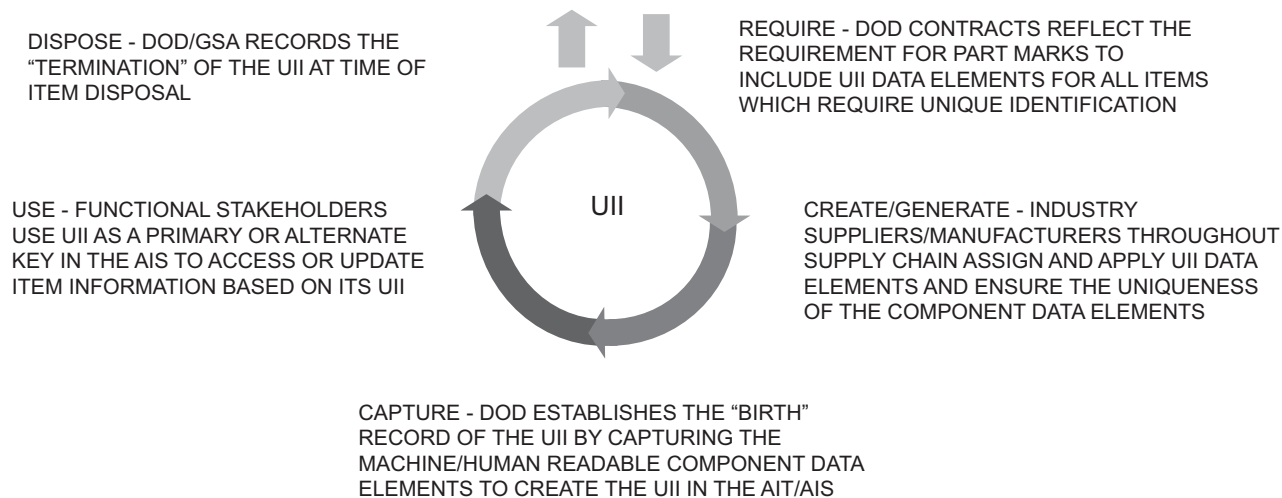 DISPOSE - DOD/GSA RECORDS THE
“TERMINATION” OF THE UII AT TIME OF
ITEM DISPOSAL
REQUIRE - DOD CONTRACTS REFLECT THE
REQUIREMENT FOR PART MARKS TO
INCLUDE UII DATA ELEMENTS FOR ALL ITEMS
WHICH REQUIRE UNIQUE IDENTIFICATION
USE - FUNCTIONAL STAKEHOLDERS
USE UII AS A PRIMARY OR ALTERNATE
KEY IN THE AIS TO ACCESS OR UPDATE
ITEM INFORMATION BASED ON ITS UII
UII
CREATE/GENERATE - INDUSTRY
SUPPLIERS/MANUFACTURERS THROUGHOUT
SUPPLY CHAIN ASSIGN AND APPLY UII DATA
ELEMENTS AND ENSURE THE UNIQUENESS
OF THE COMPONENT DATA ELEMENTS
CAPTURE - DOD ESTABLISHES THE “BIRTH”
RECORD OF THE UII BY CAPTURING THE
MACHINE/HUMAN READABLE COMPONENT DATA
ELEMENTS TO CREATE THE UII IN THE AIT/AIS